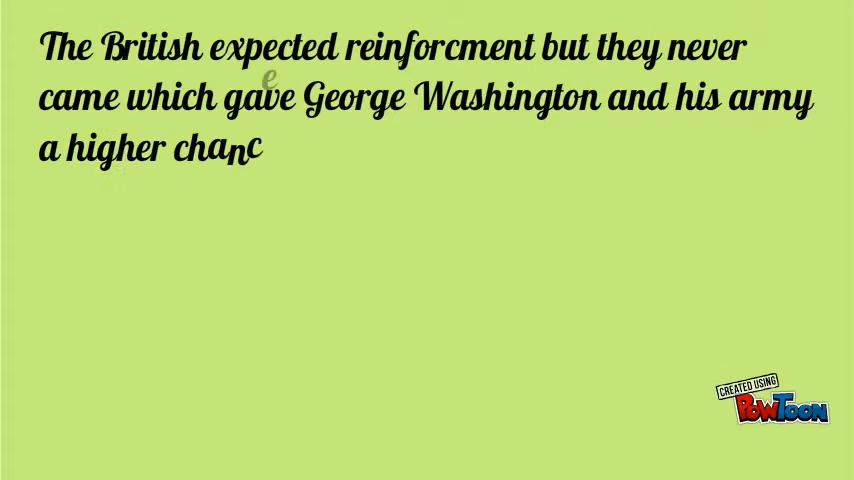 The British expected reinforcment but they never
came which gave George Washington and his army
a higher chance
CREATED USING
POWTOON